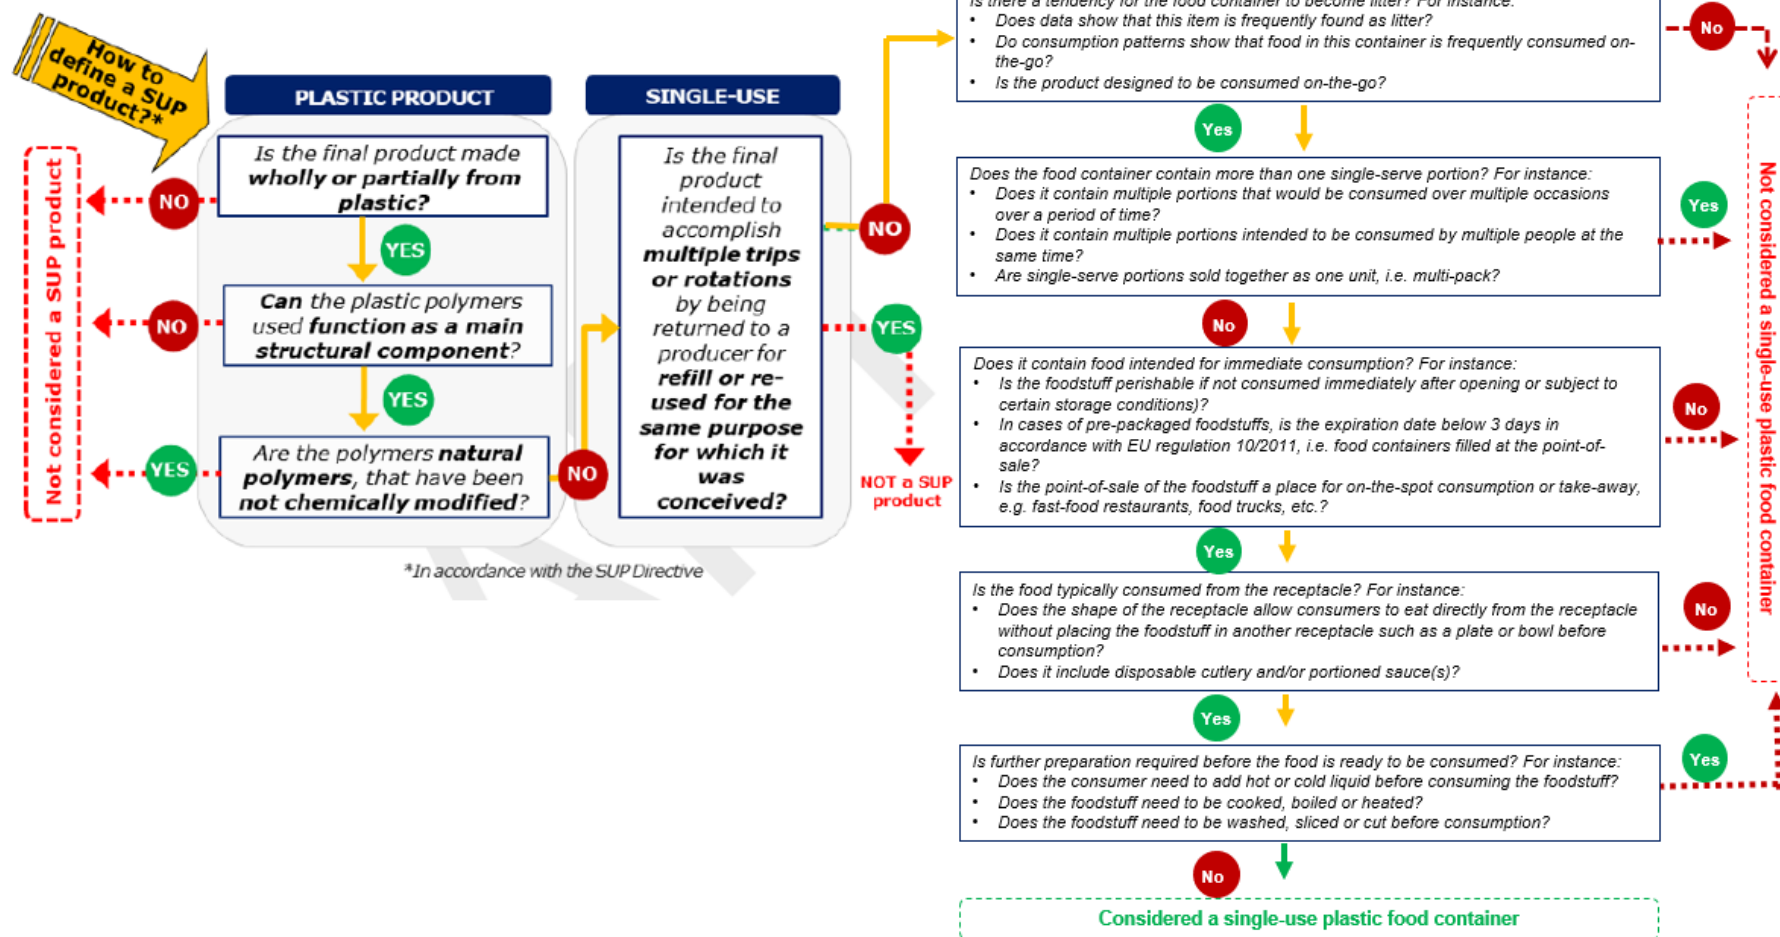 How to
define a SUP
product?*
PLASTIC PRODUCT
Is the final product made
wholly or partially from
plastic?
NO
YES
Can the plastic polymers
used function as a main
structural component?
NO
YES
Are the polymers natural
polymers, that have been
not chemically modified?
YES
NO
Not considered a SUP product
SINGLE-USE
Is the final
product
intended to
accomplish
multiple trips
or rotations
by being
returned to a
producer for
refill or re-
used for the
same purpose
for which it
was
conceived?
NO
YES
NOT a SUP
product
*In accordance with the SUP Directive
Is there a tendency for the food container to become litter? For instance:
• Does data show that this item is frequently found as litter?
• Do consumption patterns show that food in this container is frequently consumed on-
the-go?
• Is the product designed to be consumed on-the-go?
No
Yes
Does the food container contain more than one single-serve portion? For instance:
• Does it contain multiple portions that would be consumed over multiple occasions
over a period of time?
• Does it contain multiple portions intended to be consumed by multiple people at the
same time?
• Are single-serve portions sold together as one unit, i.e. multi-pack?
Yes
No
Does it contain food intended for immediate consumption? For instance:
• Is the foodstuff perishable if not consumed immediately after opening or subject to
certain storage conditions)?
• In cases of pre-packaged foodstuffs, is the expiration date below 3 days in
accordance with EU regulation 10/2011, i.e. food containers filled at the point-of-
sale?
• Is the point-of-sale of the foodstuff a place for on-the-spot consumption or take-away,
e.g. fast-food restaurants, food trucks, etc.?
No
Yes
Is the food typically consumed from the receptacle? For instance:
• Does the shape of the receptacle allow consumers to eat directly from the receptacle
without placing the foodstuff in another receptacle such as a plate or bowl before
consumption?
• Does it include disposable cutlery and/or portioned sauce(s)?
No
Yes
Is further preparation required before the food is ready to be consumed? For instance:
• Does the consumer need to add hot or cold liquid before consuming the foodstuff?
• Does the foodstuff need to be cooked, boiled or heated?
• Does the foodstuff need to be washed, sliced or cut before consumption?
Yes
No
Considered a single-use plastic food container
Not considered a single-use plastic food container